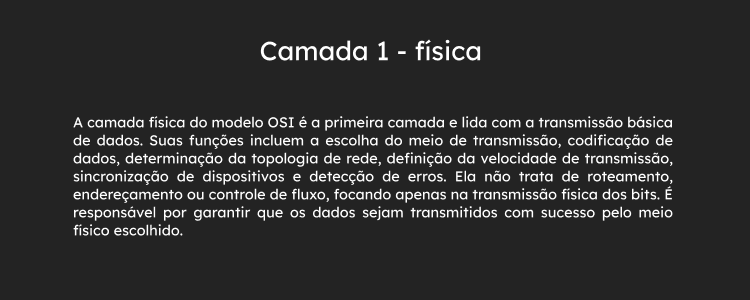 Camada 1 - física
A camada física do modelo OSI é a primeira camada e lida com a transmissão básica
de dados. Suas funções incluem a escolha do meio de transmissão, codificação de
dados, determinação da topologia de rede, definição da velocidade de transmissão,
sincronização de dispositivos e detecção de erros. Ela não trata de roteamento,
endereçamento ou controle de fluxo, focando apenas na transmissão física dos bits. É
responsável por garantir que os dados sejam transmitidos com sucesso pelo meio
físico escolhido.